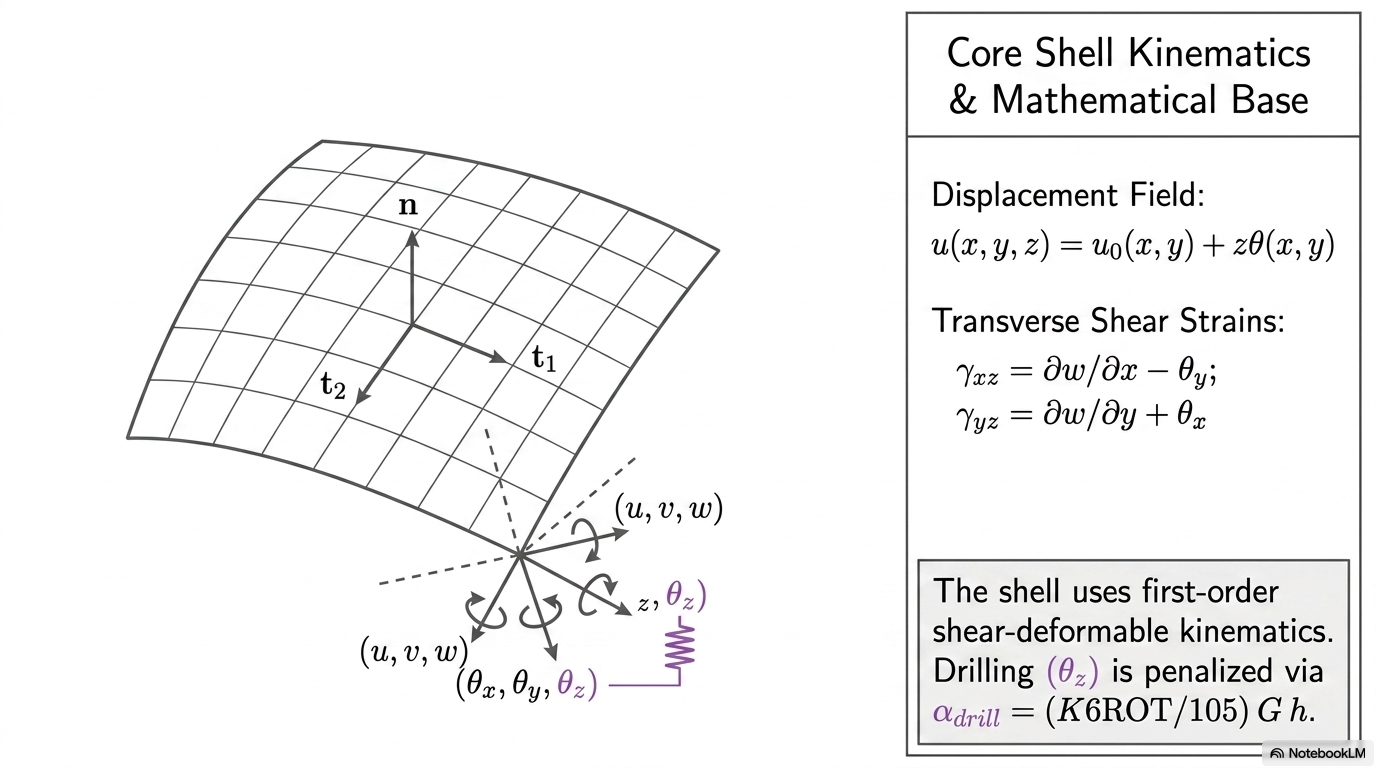 n
t₁
t₂
(u, v, w)
z, θz)
(u, v, w)
(θx, θy, θz)
Core Shell Kinematics
& Mathematical Base
Displacement Field:
u(x, y, z) = u₀(x, y) + zθ(x, y)
Transverse Shear Strains:
γxz = ∂w/∂x − θy;
γyz = ∂w/∂y + θx
The shell uses first-order
shear-deformable kinematics.
Drilling (θz) is penalized via
αdrill = (K6ROT/105) G h.
NotebookLM